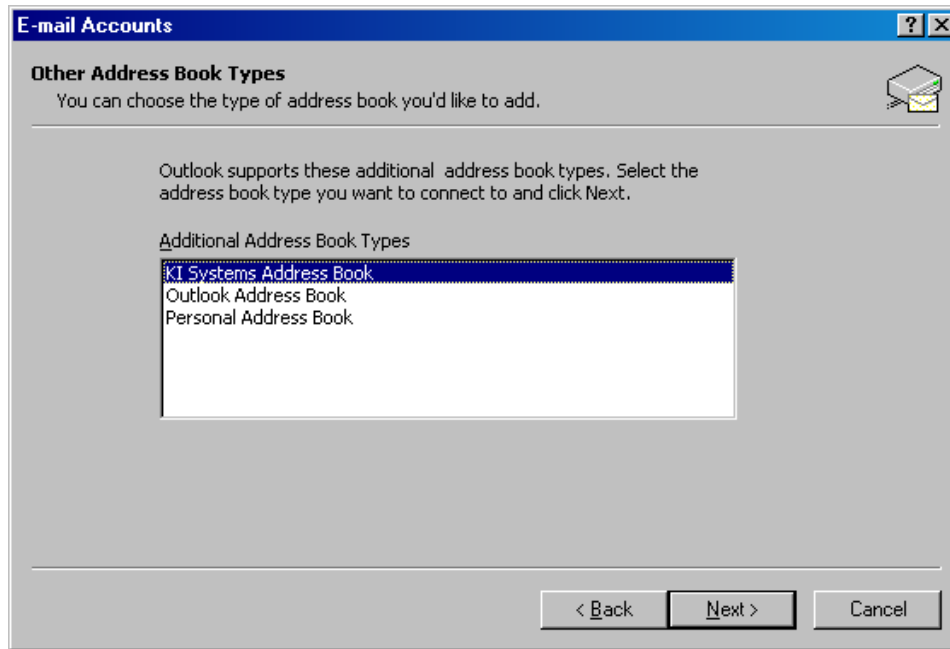 E-mail Accounts
Other Address Book Types
You can choose the type of address book you'd like to add.
Outlook supports these additional address book types. Select the
address book type you want to connect to and click Next.
Additional Address Book Types
KI Systems Address Book
Outlook Address Book
Personal Address Book
< Back Next > Cancel